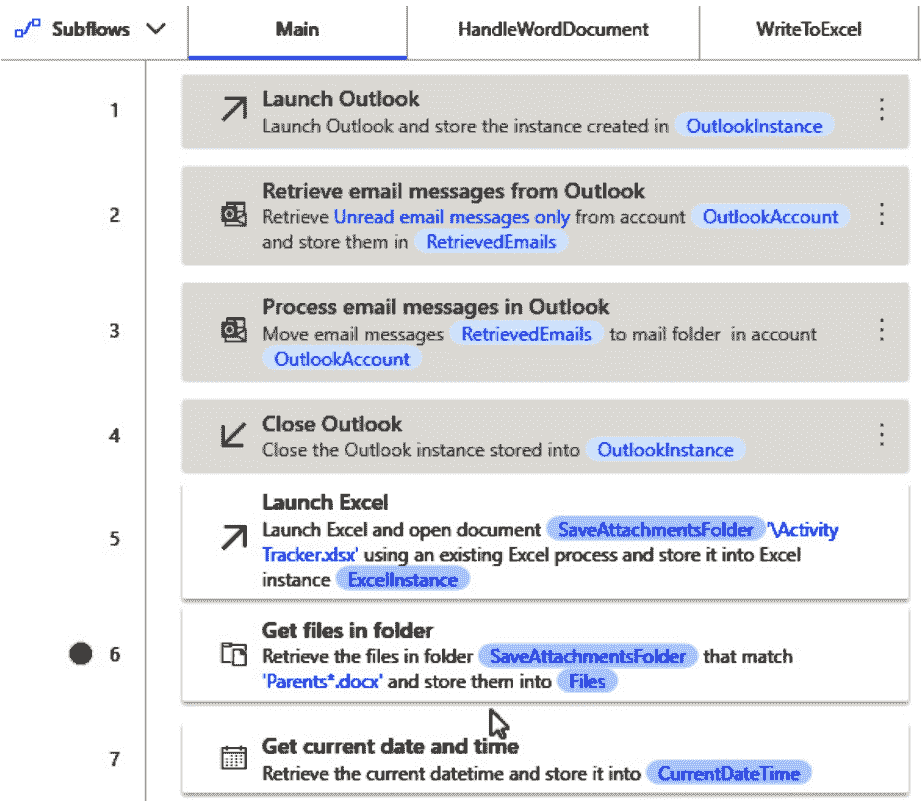 Subflows Main HandleWordDocument WriteToExcel
1
Launch Outlook
Launch Outlook and store the instance created in OutlookInstance
2
Retrieve email messages from Outlook
Retrieve Unread email messages only from account OutlookAccount
and store them in RetrievedEmails
3
Process email messages in Outlook
Move email messages RetrievedEmails to mail folder in account
OutlookAccount
4
Close Outlook
Close the Outlook instance stored into OutlookInstance
5
Launch Excel
Launch Excel and open document SaveAttachmentsFolder '\Activity
Tracker.xlsx' using an existing Excel process and store it into Excel
instance ExcelInstance
6
Get files in folder
Retrieve the files in folder SaveAttachmentsFolder that match
'Parents*.docx' and store them into Files
7
Get current date and time
Retrieve the current datetime and store it into CurrentDateTime